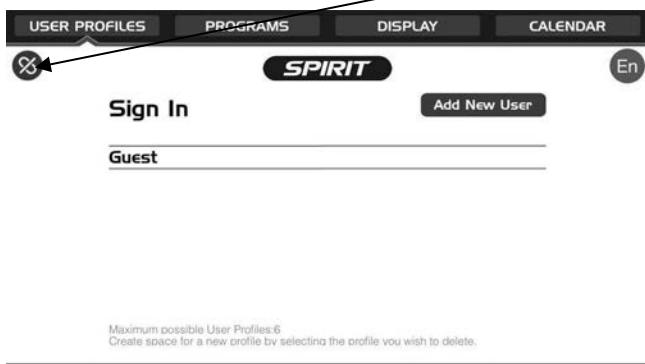 USER PROFILES PROGRAMS DISPLAY CALENDAR
SPIRIT
En
Sign In
Add New User
Guest
Maximum possible User Profiles:6
Create space for a new profile by selecting the profile you wish to delete.